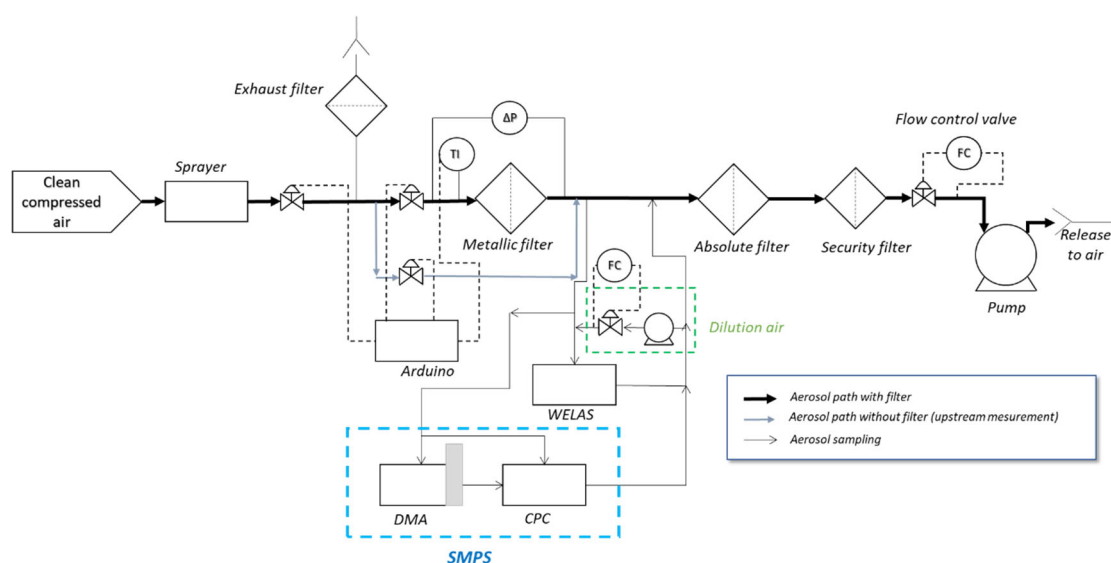 Exhaust filter
ΔP
Flow control valve
Sprayer
TI
FC
Clean
compressed
air
Metallic filter
Absolute filter
Security filter
Release
to air
FC
Pump
Dilution air
Arduino
WELAS
Aerosol path with filter
Aerosol path without filter (upstream mesurement)
Aerosol sampling
DMA
CPC
SMPS